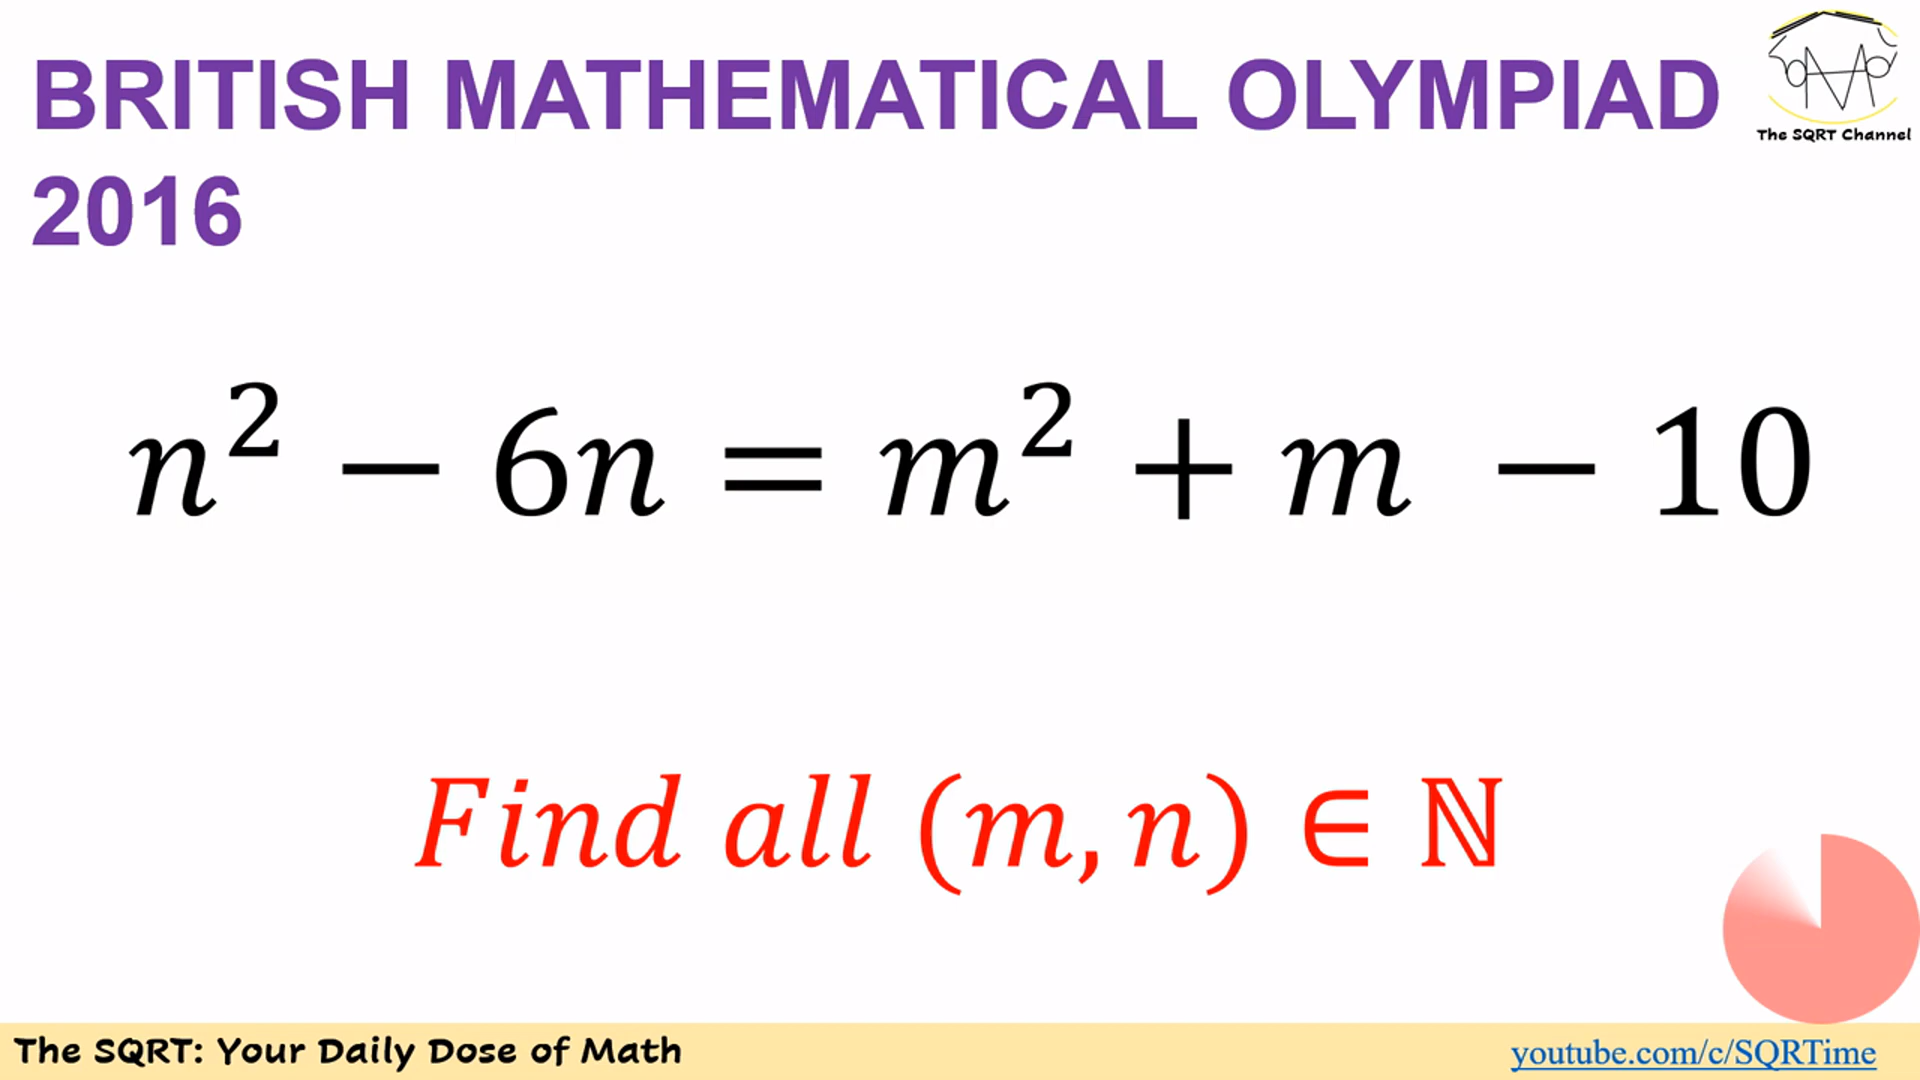 BRITISH MATHEMATICAL OLYMPIAD
2016
The SQRT Channel
n² − 6n = m² + m − 10
Find all (m, n) ∈ ℕ
The SQRT: Your Daily Dose of Math
youtube.com/c/SQRTime